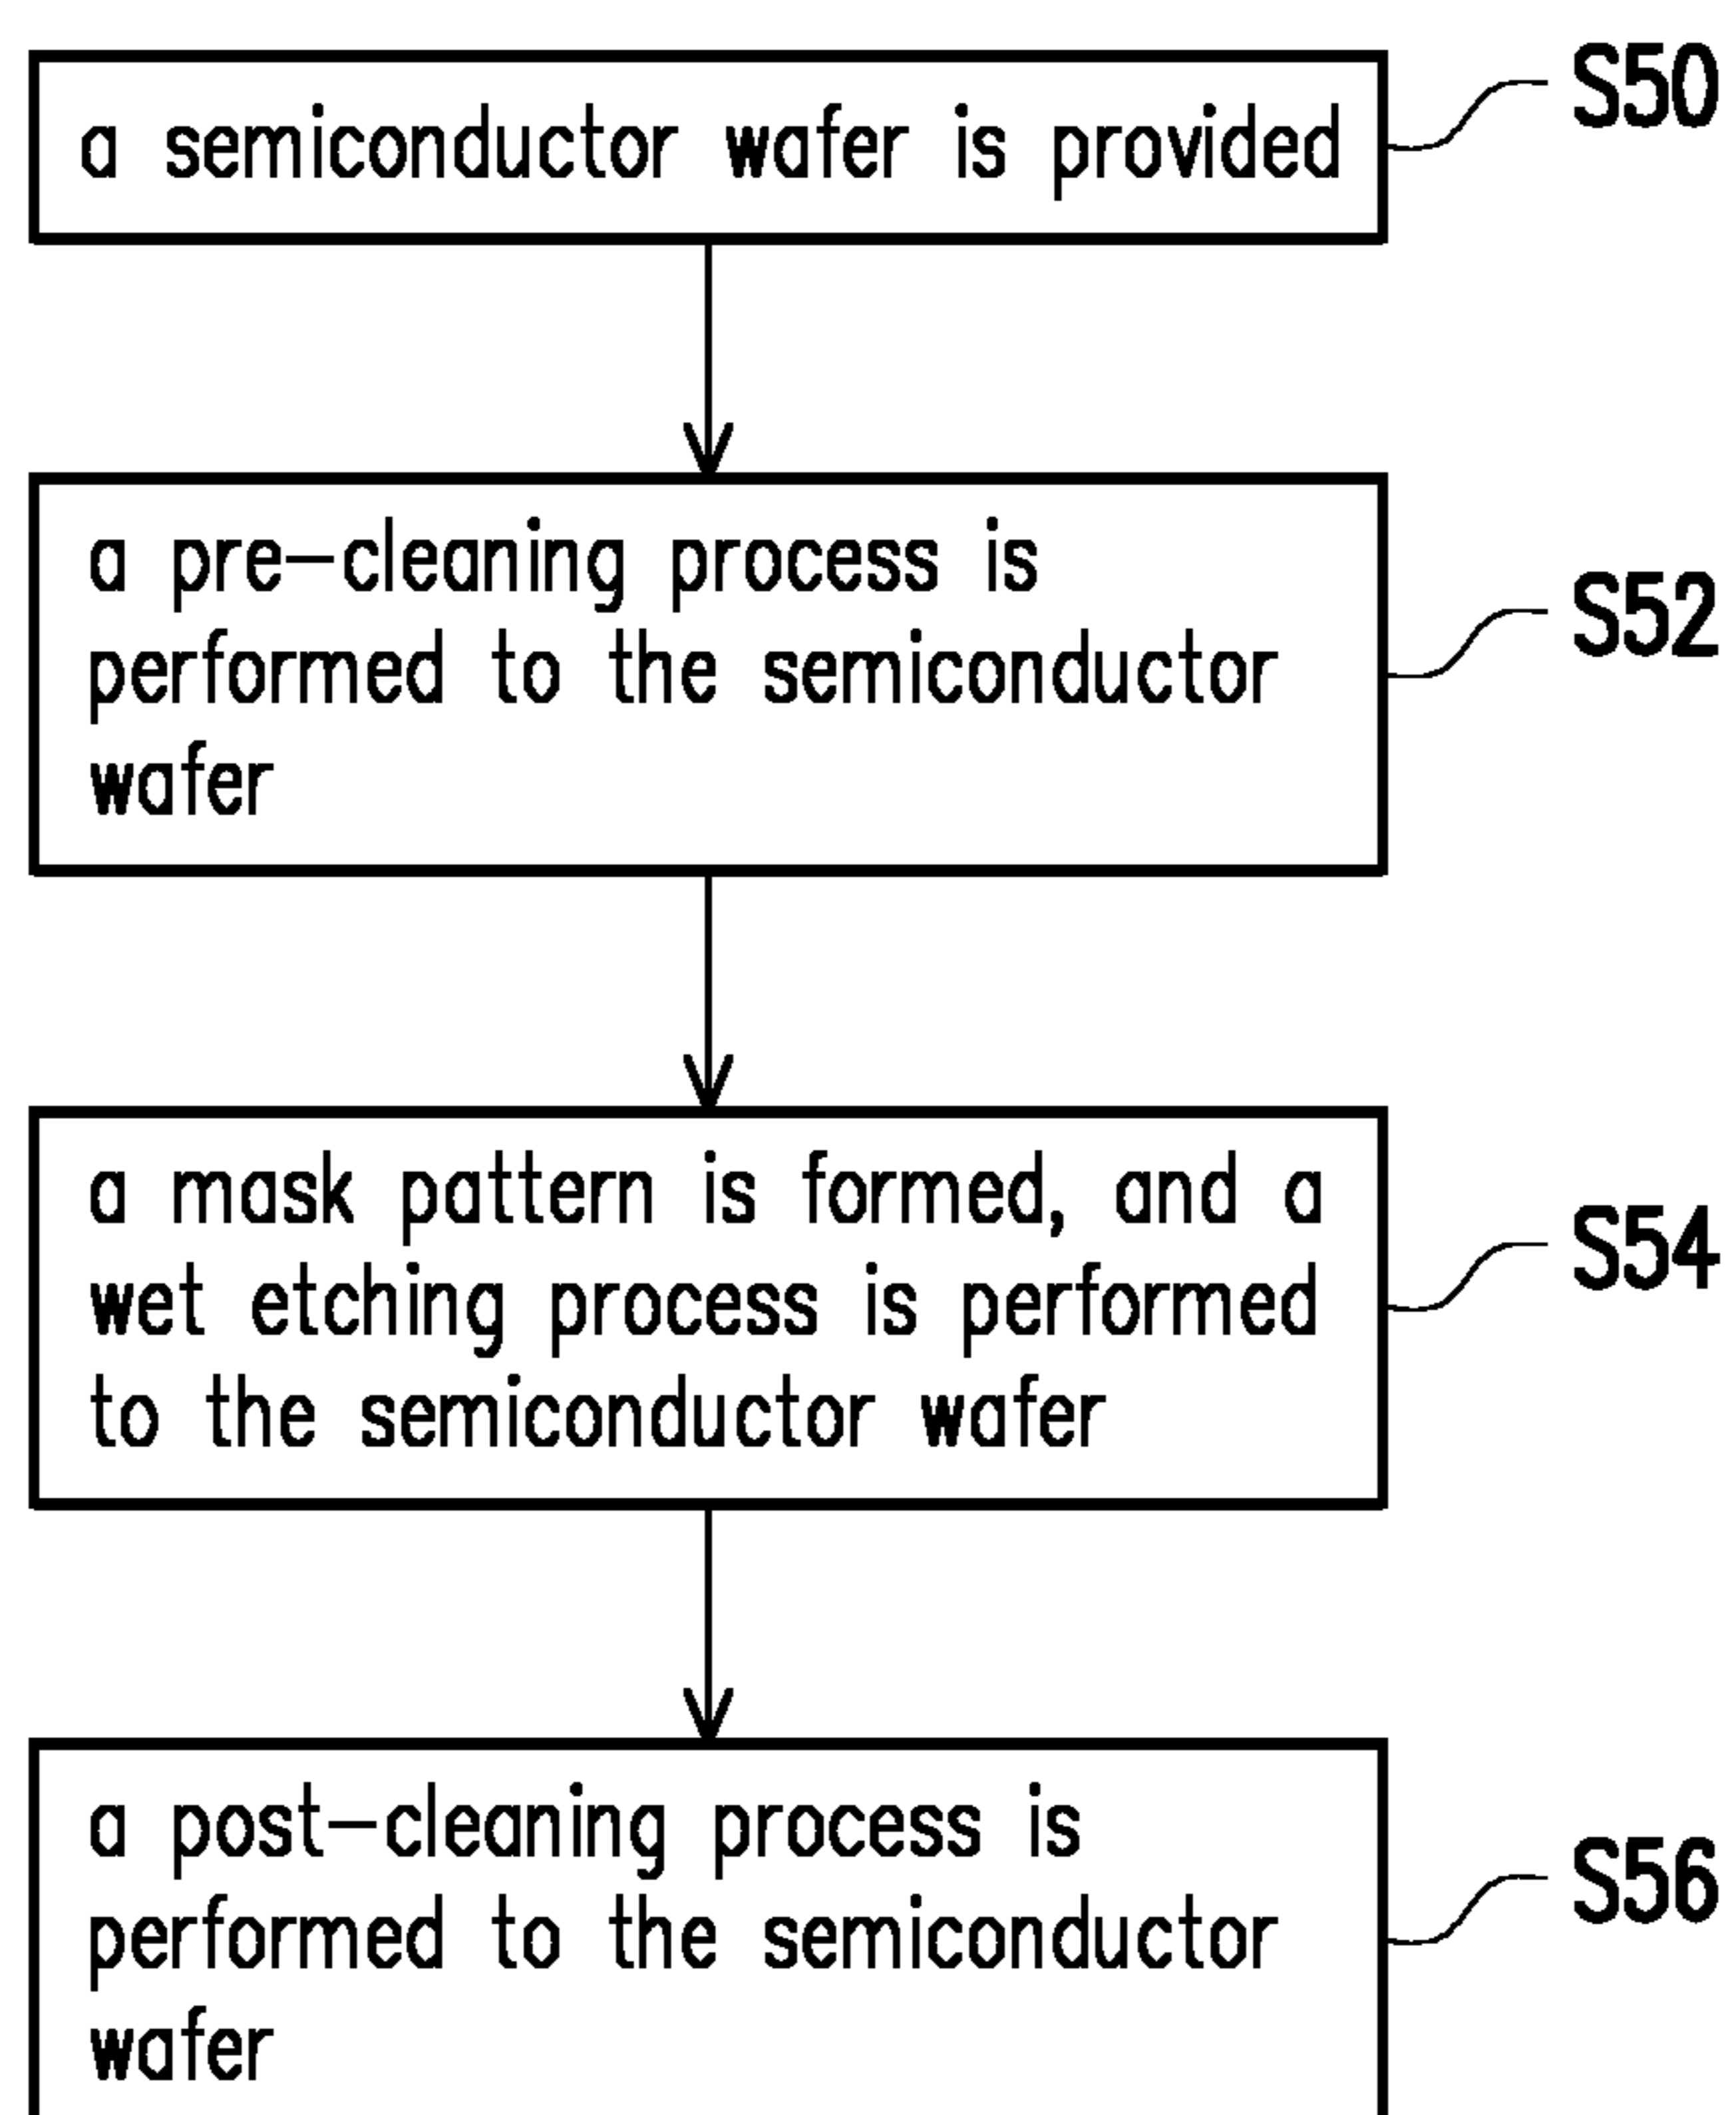 a semiconductor wafer is provided
S50
a pre-cleaning process is
performed to the semiconductor
wafer
S52
a mask pattern is formed, and a
wet etching process is performed
to the semiconductor wafer
S54
a post-cleaning process is
performed to the semiconductor
wafer
S56